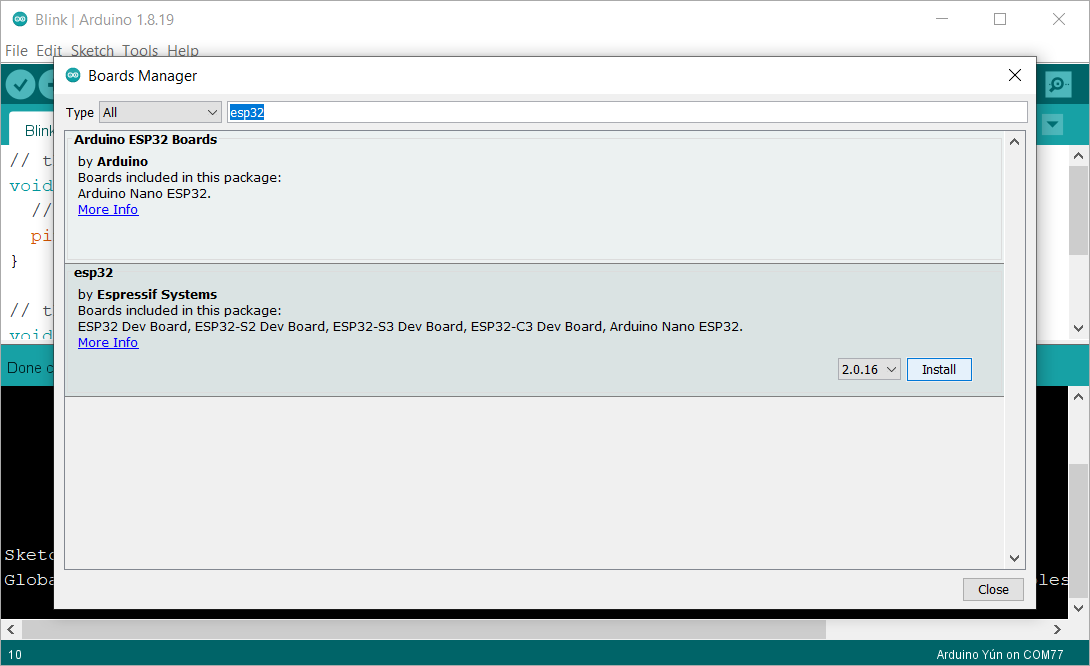 Blink | Arduino 1.8.19
File Edit Sketch Tools Help
Boards Manager
Type All esp32
Blink
Arduino ESP32 Boards
by Arduino
Boards included in this package:
Arduino Nano ESP32.
More Info
esp32
by Espressif Systems
Boards included in this package:
ESP32 Dev Board, ESP32-S2 Dev Board, ESP32-S3 Dev Board, ESP32-C3 Dev Board, Arduino Nano ESP32.
More Info
2.0.16 Install
// t
void
//
pi
}
// t
void
Done
Close
10
Arduino Yún on COM77